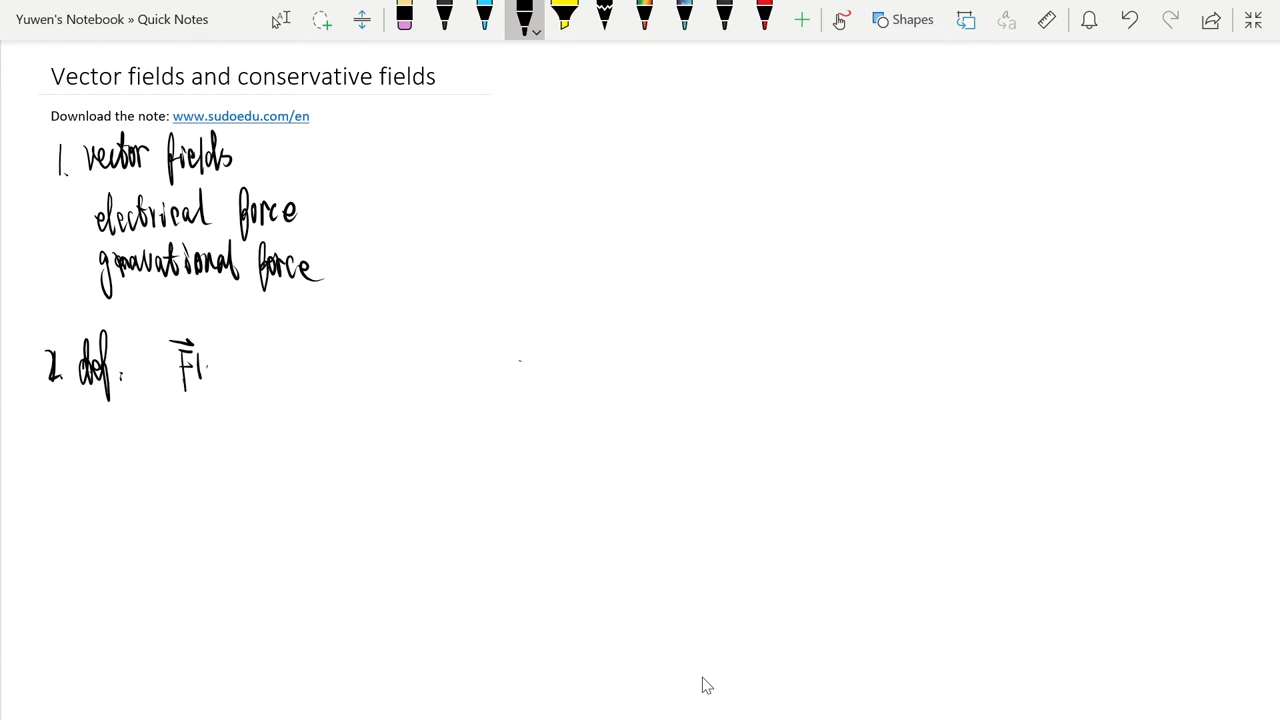 Yuwen's Notebook » Quick Notes
Shapes
Vector fields and conservative fields
Download the note: www.sudoedu.com/en
1. vector fields
electrical force
gravational force
2. def: F⃗(